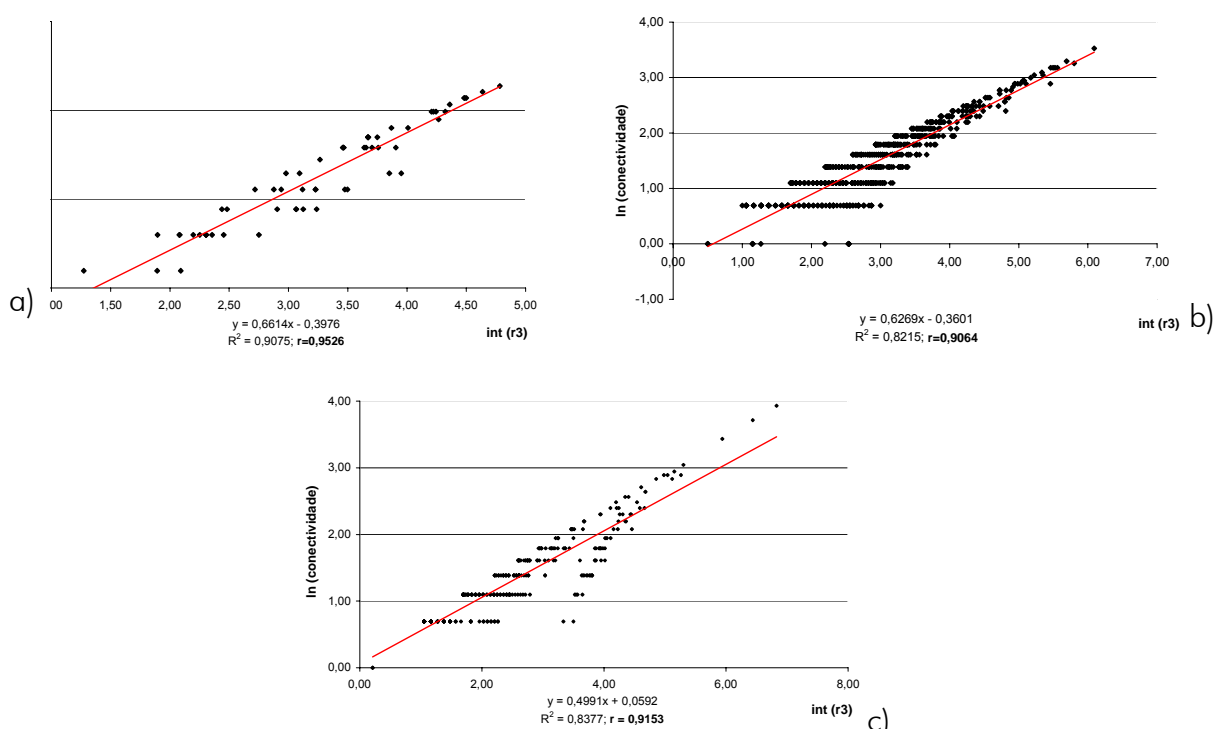 00 1,50 2,00 2,50 3,00 3,50 4,00 4,50 5,00
y = 0,6614x - 0,3976
R² = 0,9075; r=0,9526
int (r3)
a)
ln (conectividade)
4,00
3,00
2,00
1,00
0,00
-1,00
0,00 1,00 2,00 3,00 4,00 5,00 6,00 7,00
y = 0,6269x - 0,3601
R² = 0,8215; r=0,9064
int (r3)
b)
ln (conectividade)
4,00
3,00
2,00
1,00
0,00
0,00 2,00 4,00 6,00 8,00
y = 0,4991x + 0,0592
R² = 0,8377; r = 0,9153
int (r3)
c)